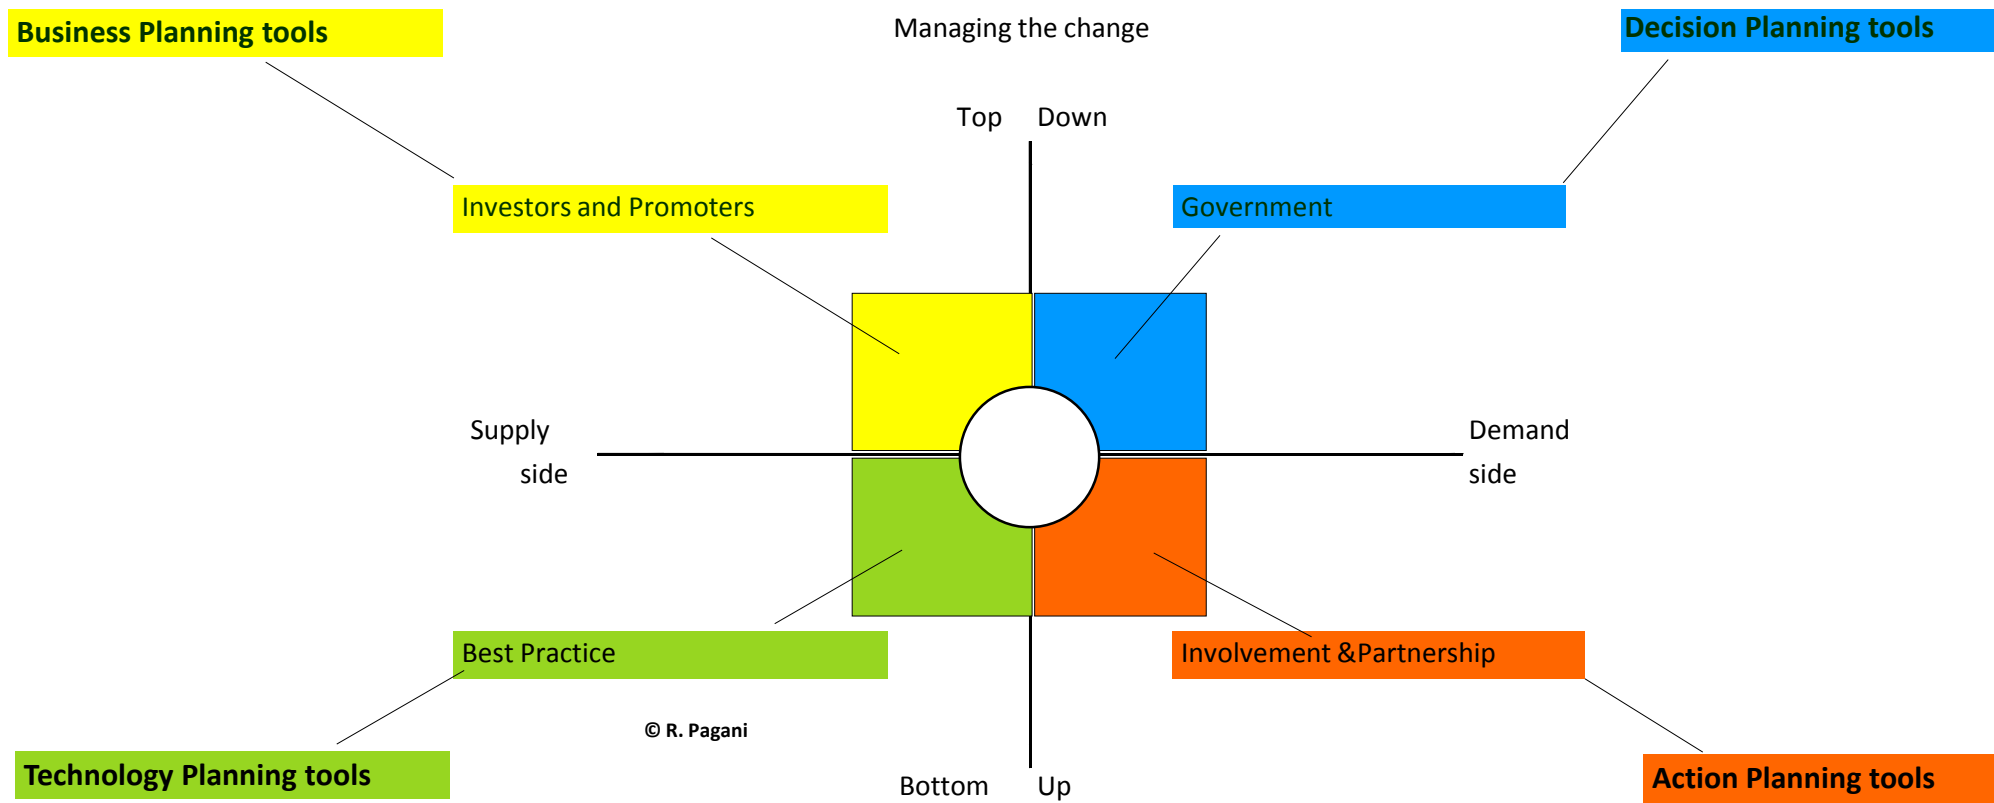 Business Planning tools
Managing the change
Decision Planning tools
Top Down
Investors and Promoters
Government
Supply
side
Demand
side
Best Practice
Involvement &Partnership
© R. Pagani
Technology Planning tools
Bottom Up
Action Planning tools